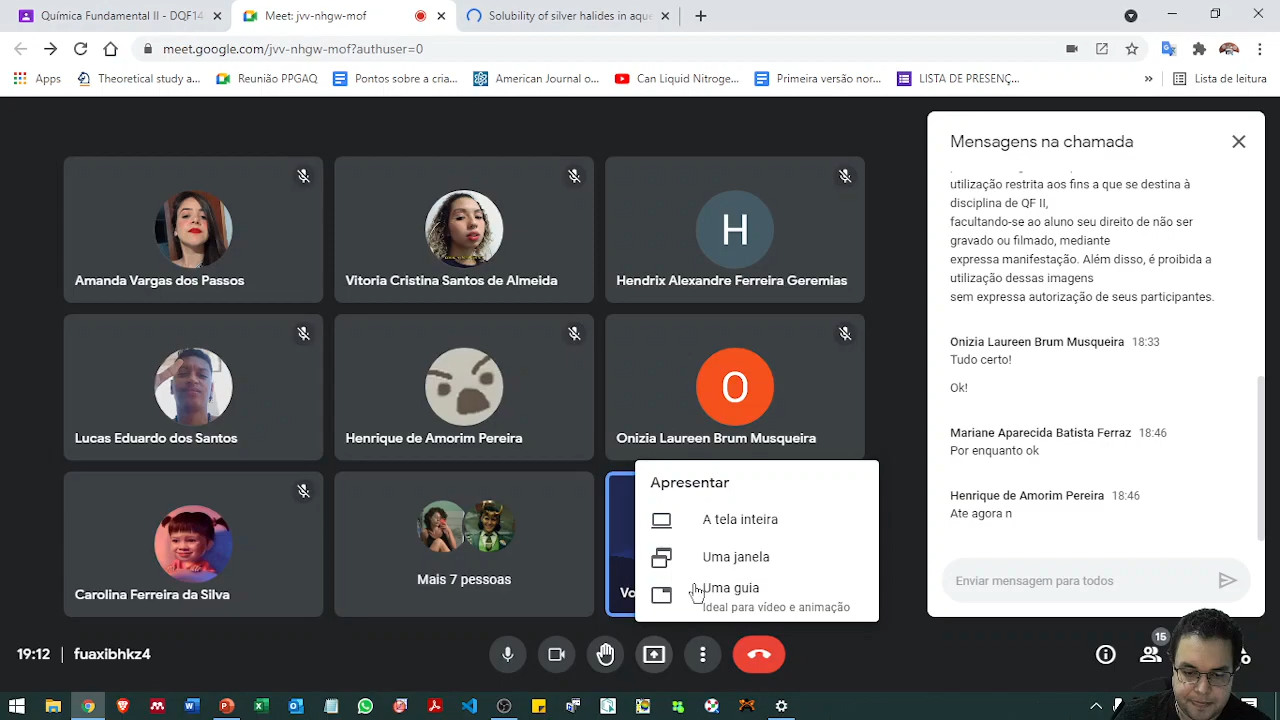 Química Fundamental II - DQF14
Meet: jvv-nhgw-mof
Solubility of silver halides in aque
meet.google.com/jvv-nhgw-mof?authuser=0
Apps
Theoretical study a...
Reunião PPGAQ
Pontos sobre a cria...
American Journal o...
Can Liquid Nitroge...
Primeira versão nor...
LISTA DE PRESENÇ...
»
Lista de leitura
Amanda Vargas dos Passos
Vitoria Cristina Santos de Almeida
H
Hendrix Alexandre Ferreira Geremias
Lucas Eduardo dos Santos
Henrique de Amorim Pereira
O
Onizia Laureen Brum Musqueira
Carolina Ferreira da Silva
Mais 7 pessoas
Vo
Apresentar
A tela inteira
Uma janela
Uma guia
Ideal para vídeo e animação
Mensagens na chamada
utilização restrita aos fins a que se destina à
disciplina de QF II,
facultando-se ao aluno seu direito de não ser
gravado ou filmado, mediante
expressa manifestação. Além disso, é proibida a
utilização dessas imagens
sem expressa autorização de seus participantes.
Onizia Laureen Brum Musqueira 18:33
Tudo certo!
Ok!
Mariane Aparecida Batista Ferraz 18:46
Por enquanto ok
Henrique de Amorim Pereira 18:46
Ate agora n
Enviar mensagem para todos
19:12 | fuaxibhkz4
15